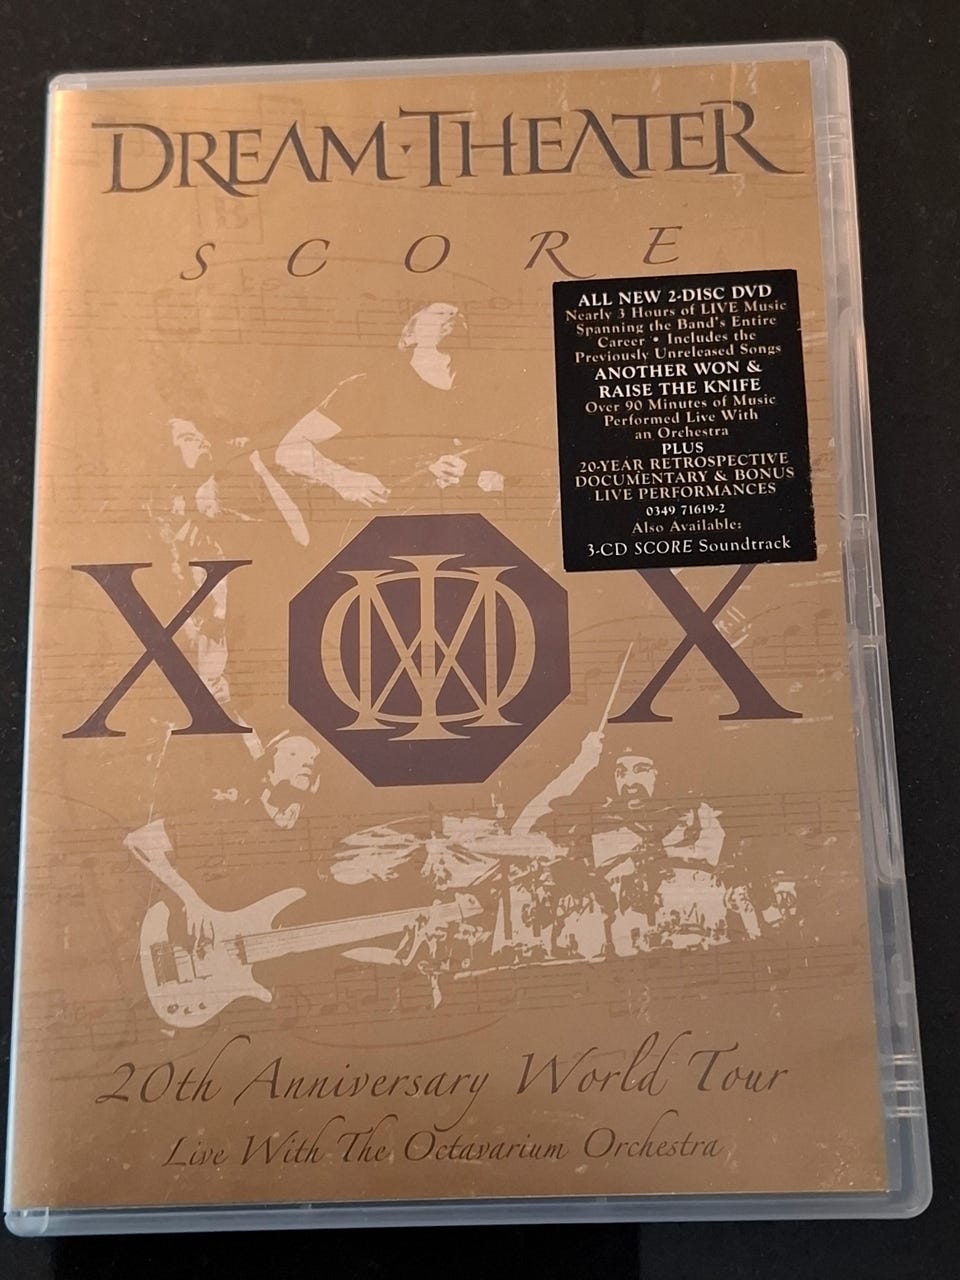 DREAM·THEATER
SCORE
ALL NEW 2-DISC DVD
Nearly 3 Hours of LIVE Music
Spanning the Band's Entire
Career • Includes the
Previously Unreleased Songs
ANOTHER WON &
RAISE THE KNIFE
Over 90 Minutes of Music
Performed Live With
an Orchestra
PLUS
20-YEAR RETROSPECTIVE
DOCUMENTARY & BONUS
LIVE PERFORMANCES
0349 71619-2
Also Available:
3-CD SCORE Soundtrack
X X
20th Anniversary World Tour
Live With The Octavarium Orchestra